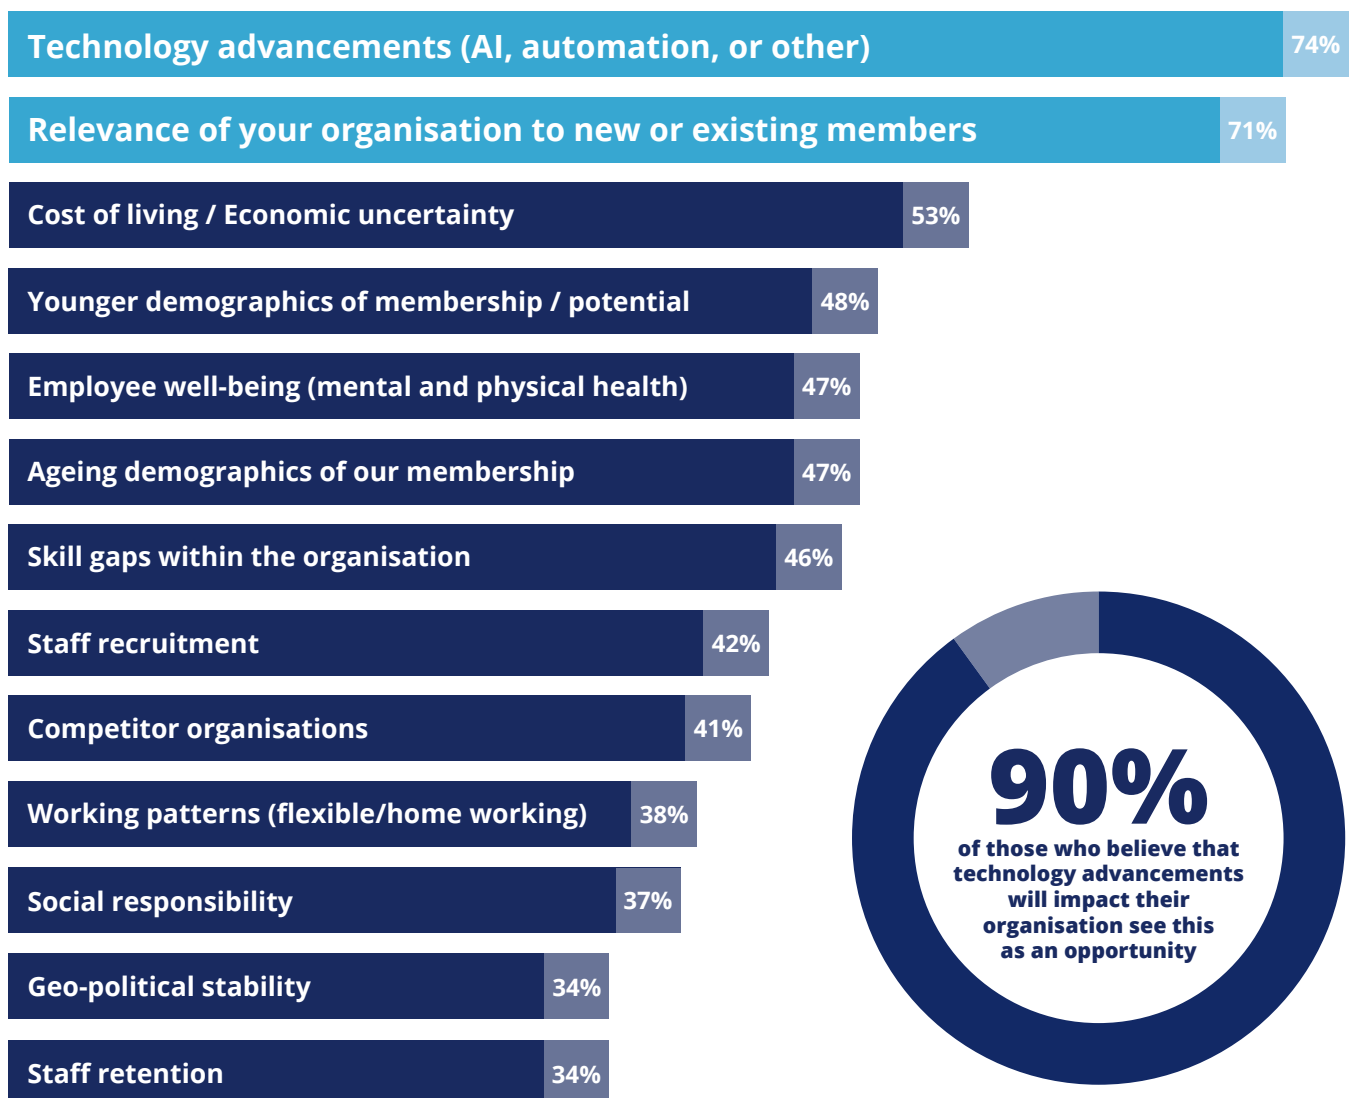 Technology advancements (AI, automation, or other) 74%
Relevance of your organisation to new or existing members 71%
Cost of living / Economic uncertainty 53%
Younger demographics of membership / potential 48%
Employee well-being (mental and physical health) 47%
Ageing demographics of our membership 47%
Skill gaps within the organisation 46%
Staff recruitment 42%
Competitor organisations 41%
Working patterns (flexible/home working) 38%
Social responsibility 37%
Geo-political stability 34%
Staff retention 34%
90%
of those who believe that
technology advancements
will impact their
organisation see this
as an opportunity